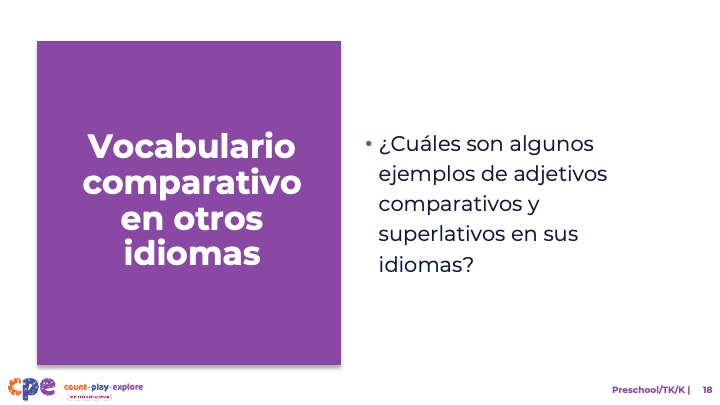 Vocabulario
comparativo
en otros
idiomas
• ¿Cuáles son algunos
ejemplos de adjetivos
comparativos y
superlativos en sus
idiomas?
cpe count·play·explore
Preschool/TK/K | 18